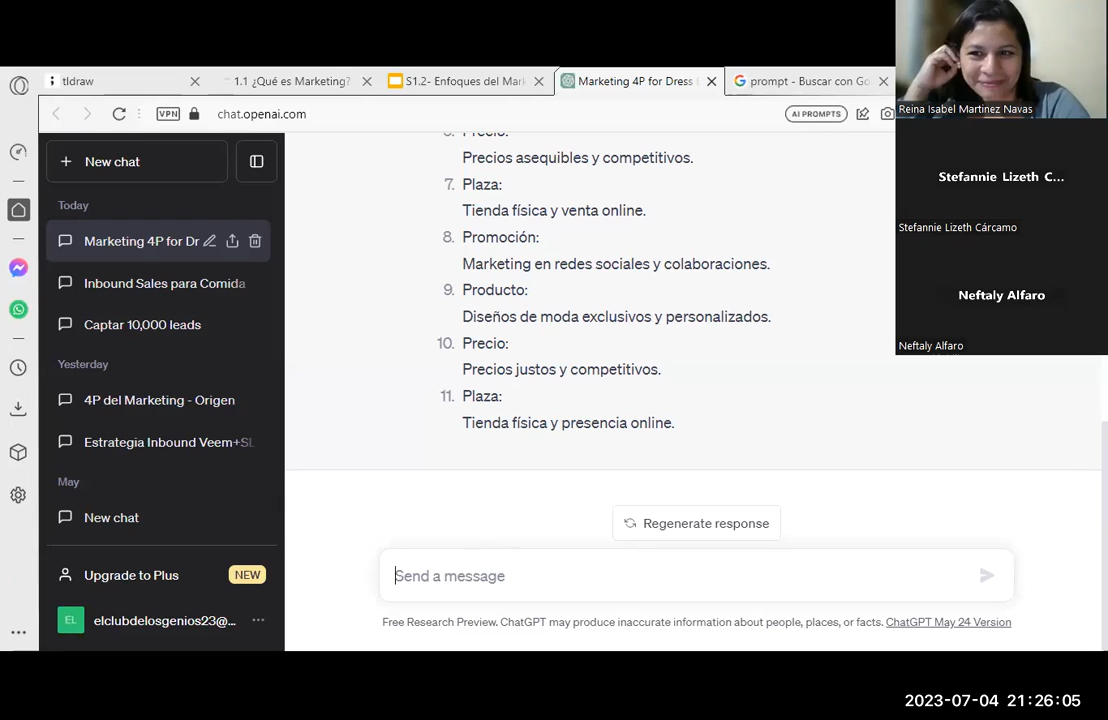 tldraw
1.1 ¿Qué es Marketing?
S1.2- Enfoques del Mark
Marketing 4P for Dress
prompt - Buscar con Go
Reina Isabel Martinez Navas
VPN
chat.openai.com
AI PROMPTS
New chat
Today
Marketing 4P for Dr
Inbound Sales para Comida
Captar 10,000 leads
Yesterday
4P del Marketing - Origen
Estrategia Inbound Veem+SL
May
New chat
Upgrade to Plus
NEW
EL
elclubdelosgenios23@...
Precio:
Precios asequibles y competitivos.
7. Plaza:
Tienda física y venta online.
8. Promoción:
Marketing en redes sociales y colaboraciones.
9. Producto:
Diseños de moda exclusivos y personalizados.
10. Precio:
Precios justos y competitivos.
11. Plaza:
Tienda física y presencia online.
Regenerate response
Send a message
Free Research Preview. ChatGPT may produce inaccurate information about people, places, or facts. ChatGPT May 24 Version
Stefannie Lizeth C...
Stefannie Lizeth Cárcamo
Neftaly Alfaro
Neftaly Alfaro
2023-07-04 21:26:05